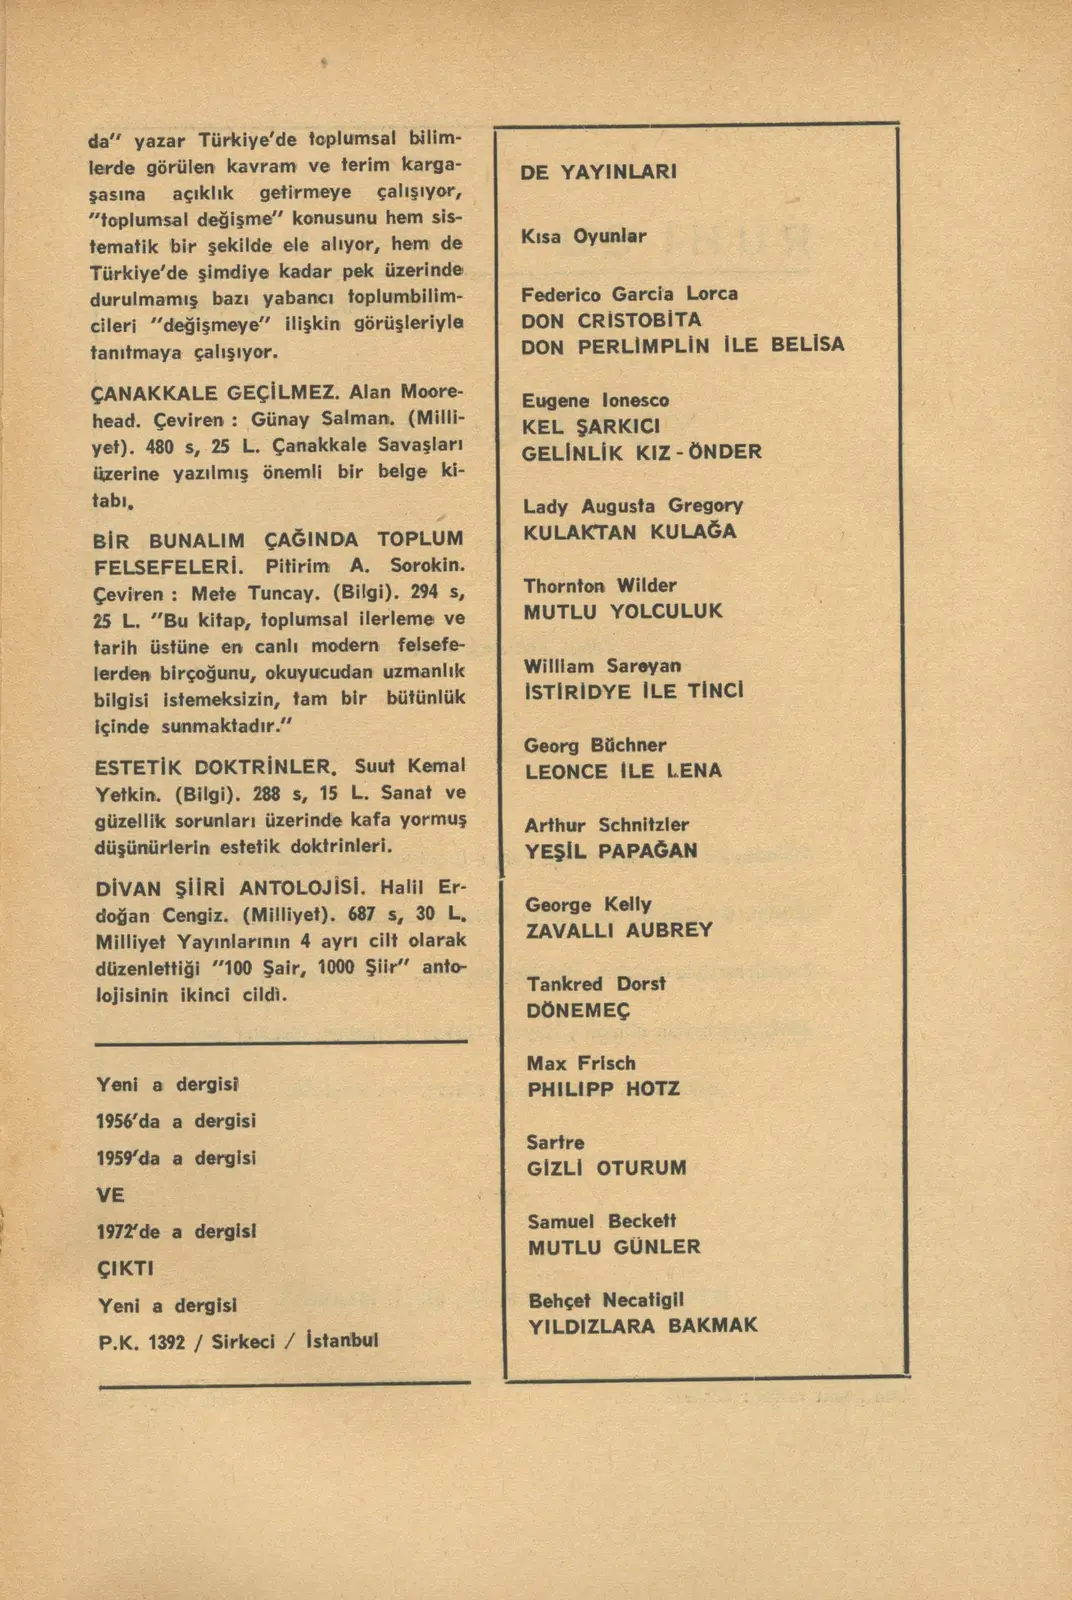 da" yazar Türkiye'de toplumsal bilim-
lerde görülen kavram ve terim karga-
şasına açıklık getirmeye çalışıyor,
"toplumsal değişme" konusunu hem sis-
tematik bir şekilde ele alıyor, hem de
Türkiye'de şimdiye kadar pek üzerinde
durulmamış bazı yabancı toplumbilim-
cileri "değişmeye" ilişkin görüşleriyle
tanıtmaya çalışıyor.
ÇANAKKALE GEÇİLMEZ. Alan Moore-
head. Çeviren : Günay Salman. (Milli-
yet). 480 s, 25 L. Çanakkale Savaşları
üzerine yazılmış önemli bir belge ki-
tabı.
BİR BUNALIM ÇAĞINDA TOPLUM
FELSEFELERİ. Pitirim A. Sorokin.
Çeviren : Mete Tuncay. (Bilgi). 294 s,
25 L. "Bu kitap, toplumsal ilerleme ve
tarih üstüne en canlı modern felsefe-
lerden birçoğunu, okuyucudan uzmanlık
bilgisi istemeksizin, tam bir bütünlük
içinde sunmaktadır."
ESTETİK DOKTRİNLER. Suut Kemal
Yetkin. (Bilgi). 288 s, 15 L. Sanat ve
güzellik sorunları üzerinde kafa yormuş
düşünürlerin estetik doktrinleri.
DİVAN ŞİİRİ ANTOLOJİSİ. Halil Er-
doğan Cengiz. (Milliyet). 687 s, 30 L.
Milliyet Yayınlarının 4 ayrı cilt olarak
düzenlettiği "100 Şair, 1000 Şiir" anto-
lojisinin ikinci cildi.
Yeni a dergisi
1956'da a dergisi
1959'da a dergisi
VE
1972'de a dergisi
ÇIKTI
Yeni a dergisi
P.K. 1392 / Sirkeci / İstanbul
DE YAYINLARI
Kısa Oyunlar
Federico Garcia Lorca
DON CRİSTOBİTA
DON PERLİMPLİN İLE BELİSA
Eugene Ionesco
KEL ŞARKICI
GELİNLİK KIZ - ÖNDER
Lady Augusta Gregory
KULAKTAN KULAĞA
Thornton Wilder
MUTLU YOLCULUK
William Saroyan
İSTİRİDYE İLE TİNCİ
Georg Büchner
LEONCE İLE LENA
Arthur Schnitzler
YEŞİL PAPAĞAN
George Kelly
ZAVALLI AUBREY
Tankred Dorst
DÖNEMEÇ
Max Frisch
PHILIPP HOTZ
Sartre
GİZLİ OTURUM
Samuel Beckett
MUTLU GÜNLER
Behçet Necatigil
YILDIZLARA BAKMAK